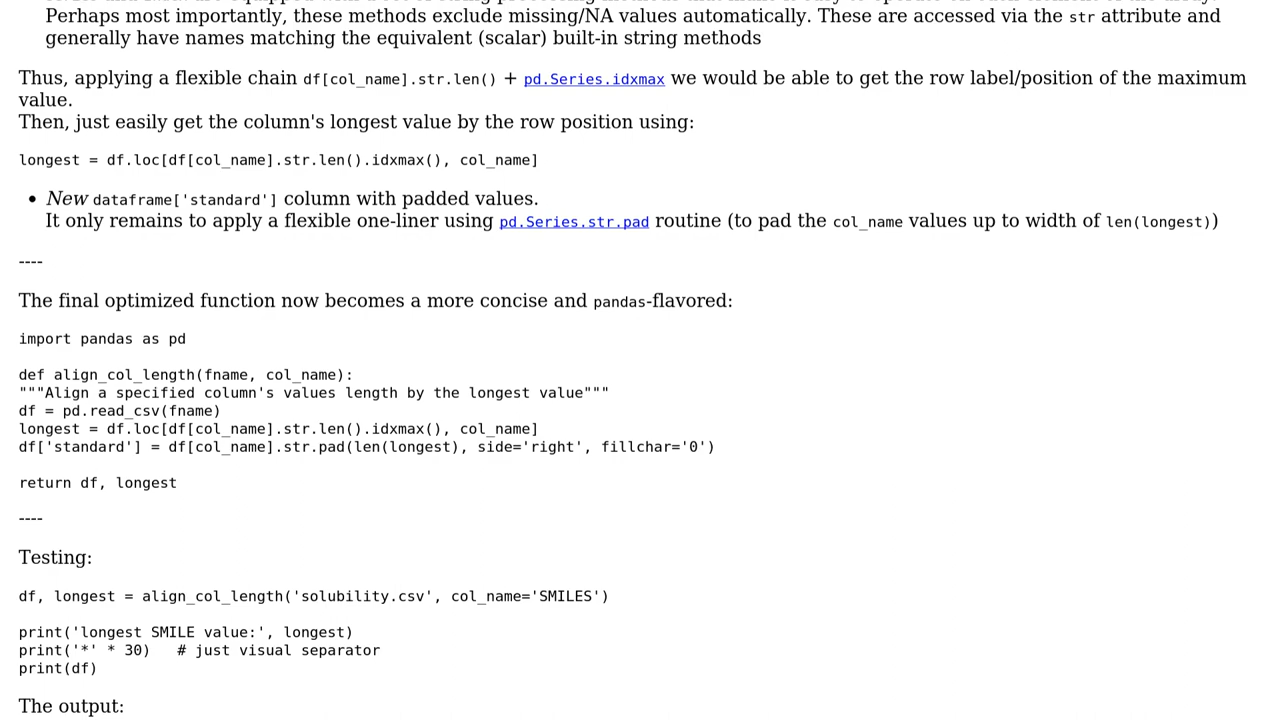 Perhaps most importantly, these methods exclude missing/NA values automatically. These are accessed via the str attribute and
generally have names matching the equivalent (scalar) built-in string methods
Thus, applying a flexible chain df[col_name].str.len() + pd.Series.idxmax we would be able to get the row label/position of the maximum
value.
Then, just easily get the column's longest value by the row position using:
longest = df.loc[df[col_name].str.len().idxmax(), col_name]
• New dataframe['standard'] column with padded values.
It only remains to apply a flexible one-liner using pd.Series.str.pad routine (to pad the col_name values up to width of len(longest))
----
The final optimized function now becomes a more concise and pandas-flavored:
import pandas as pd
def align_col_length(fname, col_name):
"""Align a specified column's values length by the longest value"""
df = pd.read_csv(fname)
longest = df.loc[df[col_name].str.len().idxmax(), col_name]
df['standard'] = df[col_name].str.pad(len(longest), side='right', fillchar='0')
return df, longest
----
Testing:
df, longest = align_col_length('solubility.csv', col_name='SMILES')
print('longest SMILE value:', longest)
print('*' * 30)   # just visual separator
print(df)
The output: